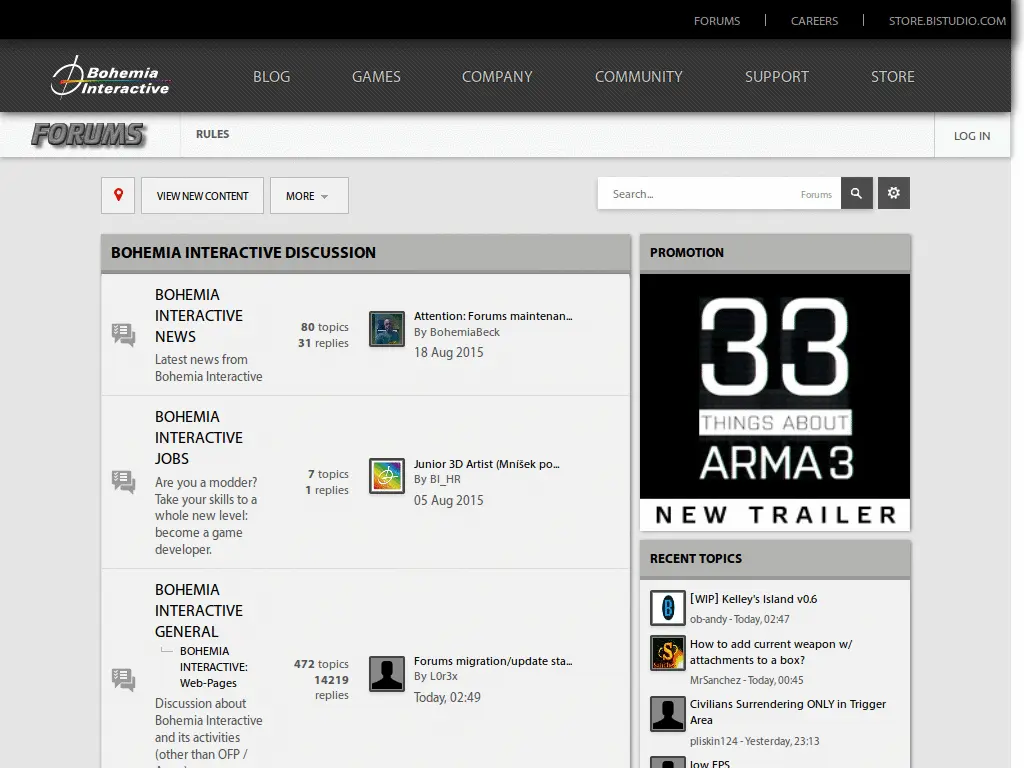 FORUMS | CAREERS | STORE.BISTUDIO.COM
Bohemia
Interactive
BLOG GAMES COMPANY COMMUNITY SUPPORT STORE
FORUMS RULES LOG IN
VIEW NEW CONTENT MORE Search... Forums
BOHEMIA INTERACTIVE DISCUSSION
BOHEMIA
INTERACTIVE
NEWS
Latest news from
Bohemia Interactive
80 topics
31 replies
Attention: Forums maintenan...
By BohemiaBeck
18 Aug 2015
BOHEMIA
INTERACTIVE
JOBS
Are you a modder?
Take your skills to a
whole new level:
become a game
developer.
7 topics
1 replies
Junior 3D Artist (Mníšek po...
By BI_HR
05 Aug 2015
BOHEMIA
INTERACTIVE
GENERAL
BOHEMIA
INTERACTIVE:
Web-Pages
Discussion about
Bohemia Interactive
and its activities
(other than OFP /
472 topics
14219
replies
Forums migration/update sta...
By L0r3x
Today, 02:49
PROMOTION
33
THINGS ABOUT
ARMA 3
NEW TRAILER
RECENT TOPICS
[WIP] Kelley's Island v0.6
ob-andy - Today, 02:47
How to add current weapon w/
attachments to a box?
MrSanchez - Today, 00:45
Civilians Surrendering ONLY in Trigger
Area
pliskin124 - Yesterday, 23:13
low FPS